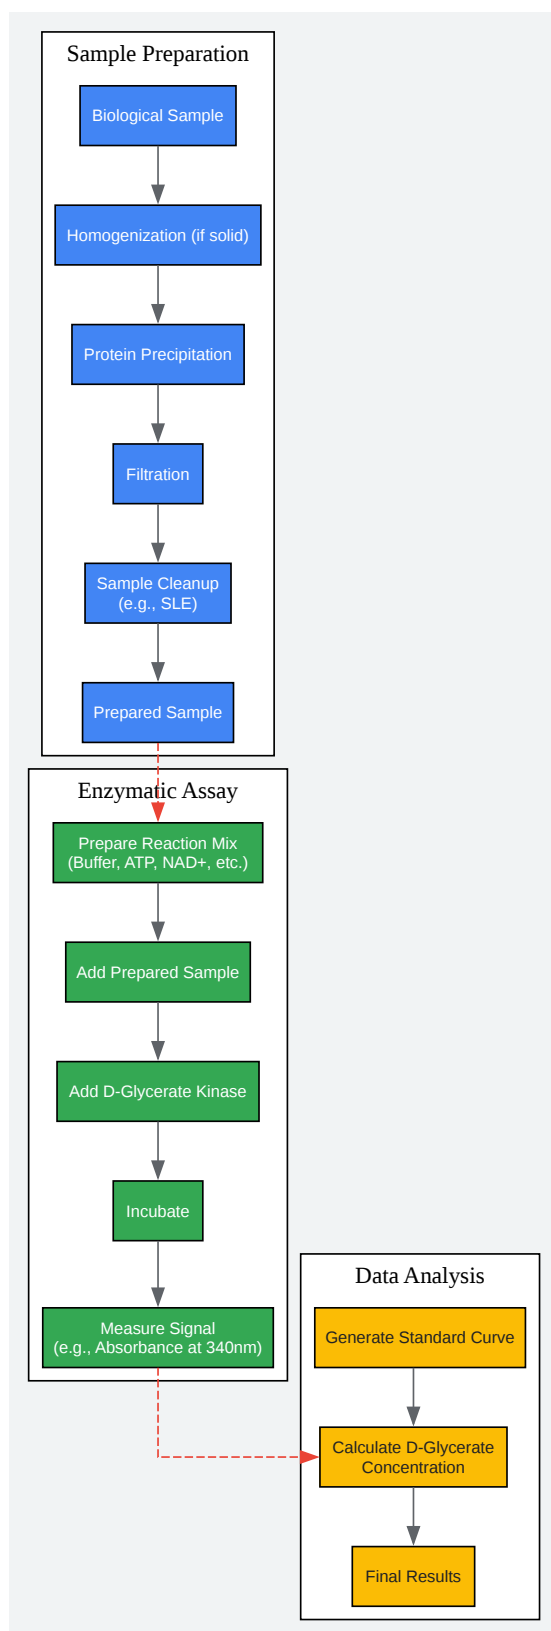 Sample Preparation
Biological Sample
Homogenization (if solid)
Protein Precipitation
Filtration
Sample Cleanup
(e.g., SLE)
Prepared Sample
Enzymatic Assay
Prepare Reaction Mix
(Buffer, ATP, NAD+, etc.)
Add Prepared Sample
Add D-Glycerate Kinase
Incubate
Measure Signal
(e.g., Absorbance at 340nm)
Data Analysis
Generate Standard Curve
Calculate D-Glycerate
Concentration
Final Results